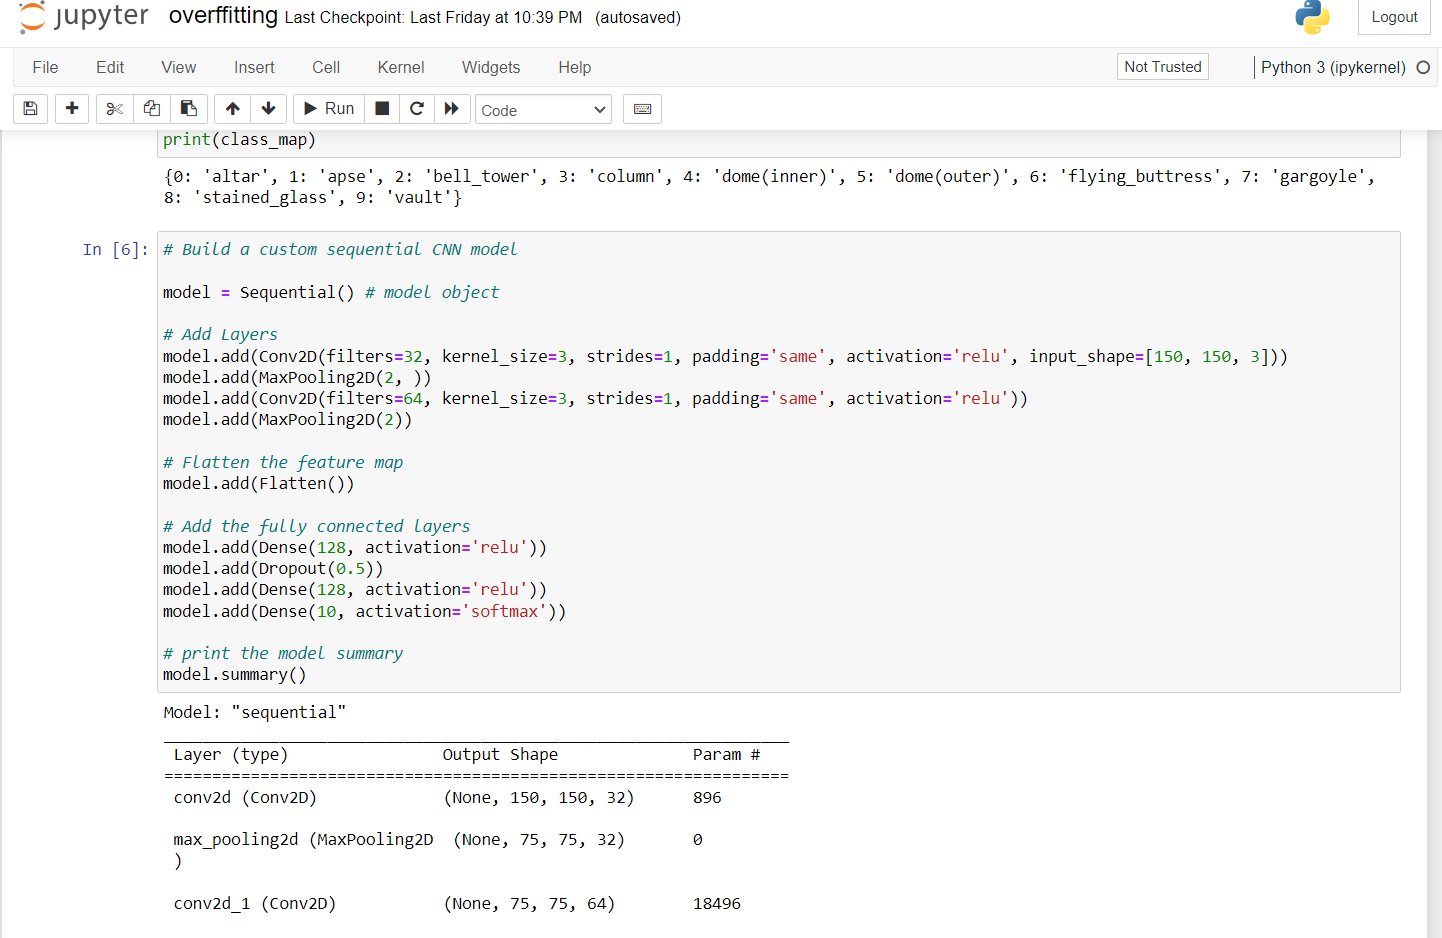 jupyter overffitting Last Checkpoint: Last Friday at 10:39 PM (autosaved) Logout
File Edit View Insert Cell Kernel Widgets Help Not Trusted Python 3 (ipykernel)
Run Code
print(class_map)
{0: 'altar', 1: 'apse', 2: 'bell_tower', 3: 'column', 4: 'dome(inner)', 5: 'dome(outer)', 6: 'flying_buttress', 7: 'gargoyle',
8: 'stained_glass', 9: 'vault'}
In [6]: # Build a custom sequential CNN model
model = Sequential() # model object
# Add Layers
model.add(Conv2D(filters=32, kernel_size=3, strides=1, padding='same', activation='relu', input_shape=[150, 150, 3]))
model.add(MaxPooling2D(2, ))
model.add(Conv2D(filters=64, kernel_size=3, strides=1, padding='same', activation='relu'))
model.add(MaxPooling2D(2))
# Flatten the feature map
model.add(Flatten())
# Add the fully connected layers
model.add(Dense(128, activation='relu'))
model.add(Dropout(0.5))
model.add(Dense(128, activation='relu'))
model.add(Dense(10, activation='softmax'))
# print the model summary
model.summary()
Model: "sequential"
_________________________________________________________________
Layer (type) Output Shape Param #
=================================================================
conv2d (Conv2D) (None, 150, 150, 32) 896
max_pooling2d (MaxPooling2D (None, 75, 75, 32) 0
)
conv2d_1 (Conv2D) (None, 75, 75, 64) 18496